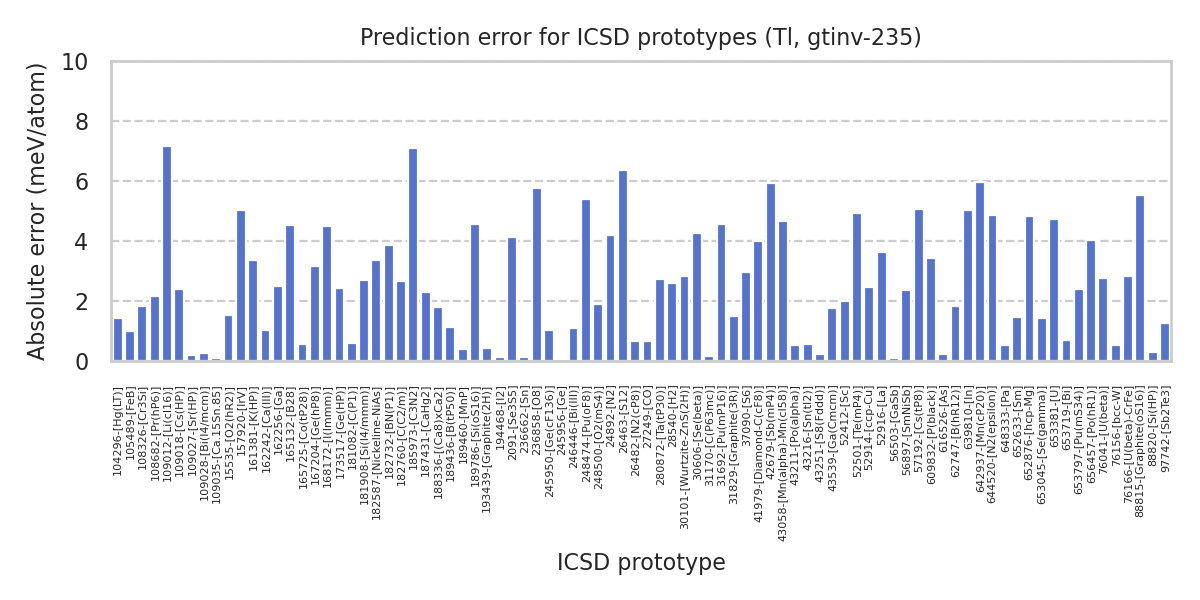 Prediction error for ICSD prototypes (Tl, gtinv-235)
Absolute error (meV/atom)
10
8
6
4
2
0
104296-[Hg(LT)]
105489-[FeB]
108326-[Cr3Si]
108682-[Pr(hP6)]
109012-[Li(cI16)]
109018-[Cs(HP)]
109027-[Sr(HP)]
109028-[Bi(I4/mcm)]
109035-[Ca.15Sn.85]
15535-[O2(hR2)]
157920-[IrV]
161381-[K(HP)]
162242-[Ca(III)]
162256-[Ga]
165132-[B28]
165725-[Co(tP28)]
167204-[Ge(hP8)]
168172-[I(Immm)]
173517-[Ge(HP)]
181082-[C(P1)]
181908-[Si(I4/mmm)]
182587-[Nickeline-NiAs]
182732-[BN(P1)]
182760-[C(C2/m)]
185973-[C3N2]
187431-[CaHg2]
188336-[(Ca8)xCa2]
189436-[B(tP50)]
189460-[MnP]
189786-[Si(oS16)]
193439-[Graphite(2H)]
194468-[I2]
2091-[Se3S5]
236662-[Sn]
236858-[O8]
245950-[Ge(cF136)]
245956-[Ge]
246446-[Bi(III)]
248474-[Pu(oF8)]
248500-[O2(mS4)]
24892-[N2]
26463-[S12]
26482-[N2(cP8)]
272249-[CO]
280872-[Ta(tP30)]
28540-[H2]
30101-[Wurtzite-ZnS(2H)]
30606-[Se(beta)]
31170-[C(P63mc)]
31692-[Pu(mP16)]
31829-[Graphite(3R)]
37090-[S6]
41979-[Diamond-C(cF8)]
42679-[Sb(mP4)]
43058-[Mn(alpha)-Mn(cI58)]
43211-[Po(alpha)]
43216-[Sn(tI2)]
43251-[S8(Fddd)]
43539-[Ga(Cmcm)]
52412-[Sc]
52501-[Te(mP4)]
52914-[fcc-Cu]
52916-[La]
56503-[GaSb]
56897-[SmNiSb]
57192-[Cs(tP8)]
609832-[P(black)]
616526-[As]
62747-[B(hR12)]
639810-[In]
642937-[Mn(cP20)]
644520-[N2(epsilon)]
648333-[Pa]
652633-[Sm]
652876-[hcp-Mg]
653045-[Se(gamma)]
653381-[U]
653719-[Bi]
653797-[Pu(mS34)]
656457-[Po(hR1)]
76041-[U(beta)]
76156-[bcc-W]
76166-[U(beta)-CrFe]
88815-[Graphite(oS16)]
88820-[Si(HP)]
97742-[Sb2Te3]
ICSD prototype